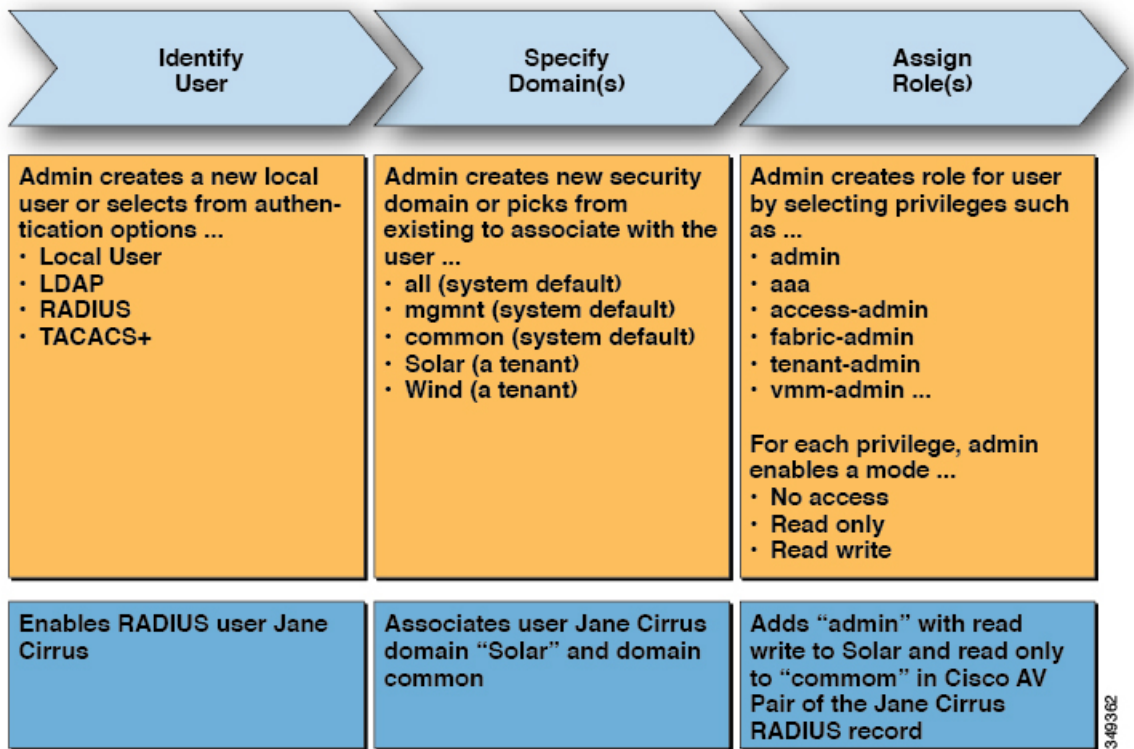 Identify
User
Specify
Domain(s)
Assign
Role(s)
Admin creates a new local
user or selects from authen-
tication options ...
· Local User
· LDAP
· RADIUS
· TACACS+
Admin creates new security
domain or picks from
existing to associate with the
user ...
· all (system default)
· mgmnt (system default)
· common (system default)
· Solar (a tenant)
· Wind (a tenant)
Admin creates role for user
by selecting privileges such
as ...
· admin
· aaa
· access-admin
· fabric-admin
· tenant-admin
· vmm-admin ...
For each privilege, admin
enables a mode ...
· No access
· Read only
· Read write
Enables RADIUS user Jane
Cirrus
Associates user Jane Cirrus
domain “Solar” and domain
common
Adds “admin” with read
write to Solar and read only
to “commom” in Cisco AV
Pair of the Jane Cirrus
RADIUS record
349362